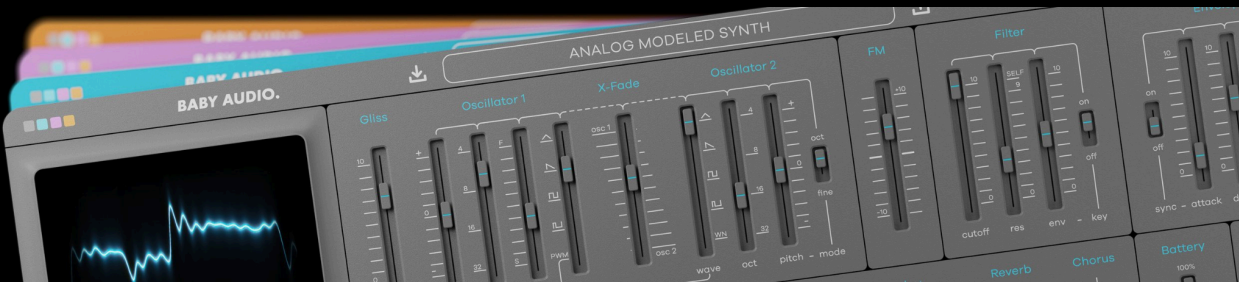 BABY AUDIO.
BABY AUDIO.
ANALOG MODELED SYNTH
Gliss
Oscillator 1
X-Fade
Oscillator 2
FM
Filter
10
0
+
0
4
8
16
32
F
S
PWM
osc 1
osc 2
WN
wave
4
8
16
32
oct
+
0
-
pitch - mode
oct
fine
+10
-10
10
0
cutoff
SELF
9
0
res
10
0
env - key
on
off
on
off
10
0
10
sync - attack
Reverb
Chorus
Battery
100%